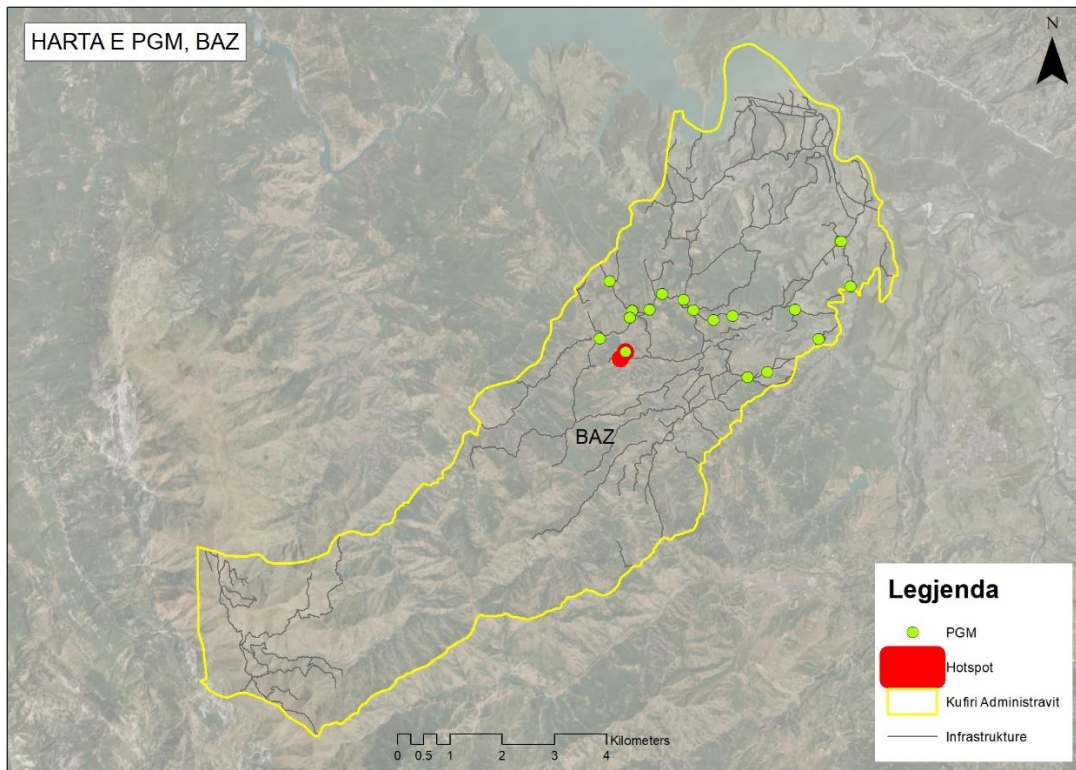 HARTA E PGM, BAZ
N
BAZ
0 0.5 1 2 3 4
Kilometers
Legjenda
PGM
Hotspot
Kufiri Administravit
Infrastrukture